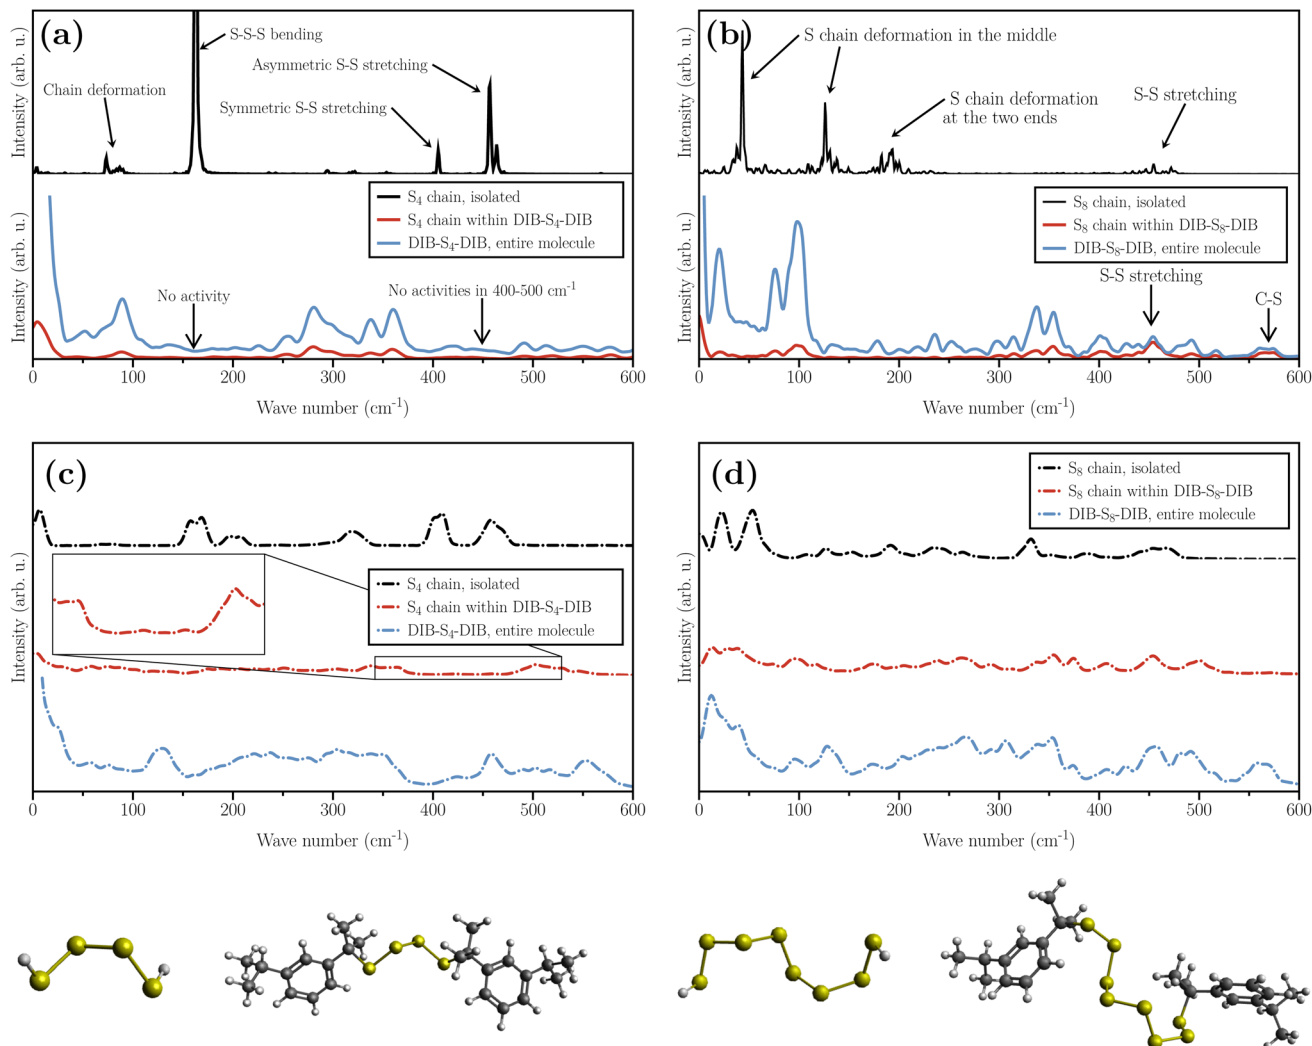 (a)
S-S-S bending
Asymmetric S-S stretching
Chain deformation
Symmetric S-S stretching
Intensity (arb. u.)
S₄ chain, isolated
S₄ chain within DIB-S₄-DIB
DIB-S₄-DIB, entire molecule
No activity
No activities in 400-500 cm⁻¹
Intensity (arb. u.)
0 100 200 300 400 500 600
Wave number (cm⁻¹)
(b)
S chain deformation in the middle
S chain deformation
at the two ends
S-S stretching
Intensity (arb. u.)
S₈ chain, isolated
S₈ chain within DIB-S₈-DIB
DIB-S₈-DIB, entire molecule
S-S stretching
C-S
Intensity (arb. u.)
0 100 200 300 400 500 600
Wave number (cm⁻¹)
(c)
S₄ chain, isolated
S₄ chain within DIB-S₄-DIB
DIB-S₄-DIB, entire molecule
Intensity (arb. u.)
0 100 200 300 400 500 600
Wave number (cm⁻¹)
(d)
S₈ chain, isolated
S₈ chain within DIB-S₈-DIB
DIB-S₈-DIB, entire molecule
Intensity (arb. u.)
0 100 200 300 400 500 600
Wave number (cm⁻¹)